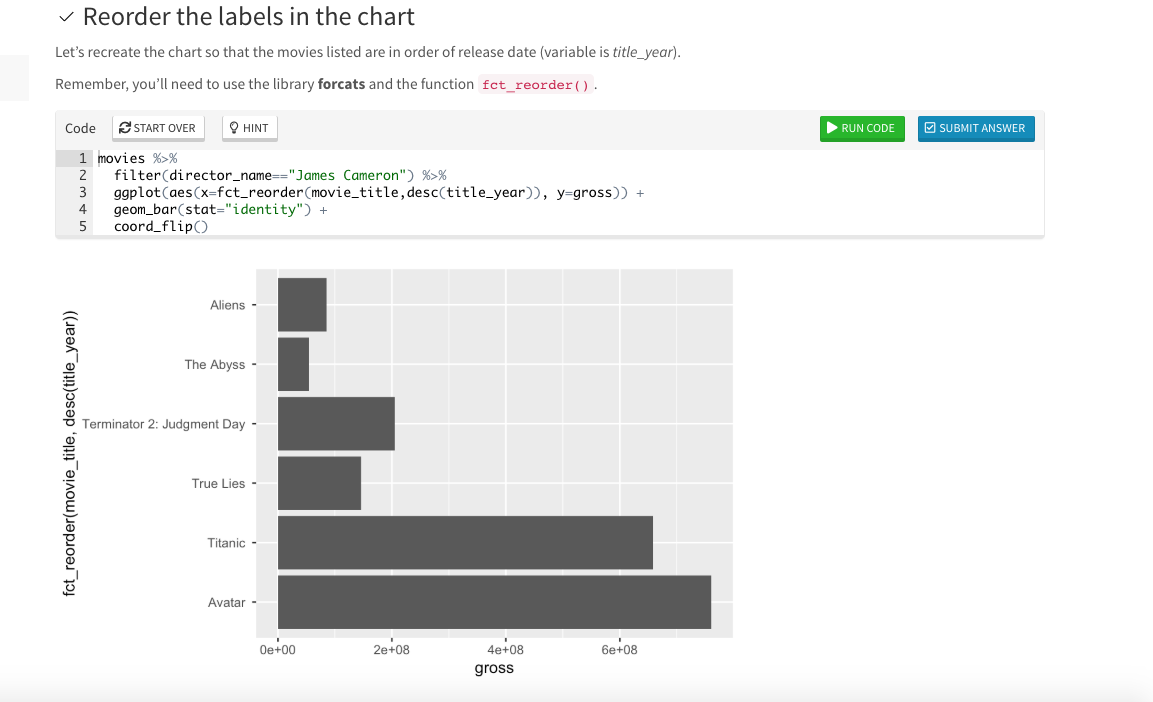 ✓ Reorder the labels in the chart
Let’s recreate the chart so that the movies listed are in order of release date (variable is title_year).
Remember, you’ll need to use the library forcats and the function fct_reorder().
Code START OVER HINT RUN CODE SUBMIT ANSWER
1 movies %>%
2 filter(director_name=="James Cameron") %>%
3 ggplot(aes(x=fct_reorder(movie_title,desc(title_year)), y=gross)) +
4 geom_bar(stat="identity") +
5 coord_flip()
fct_reorder(movie_title, desc(title_year))
Aliens
The Abyss
Terminator 2: Judgment Day
True Lies
Titanic
Avatar
0e+00 2e+08 4e+08 6e+08
gross